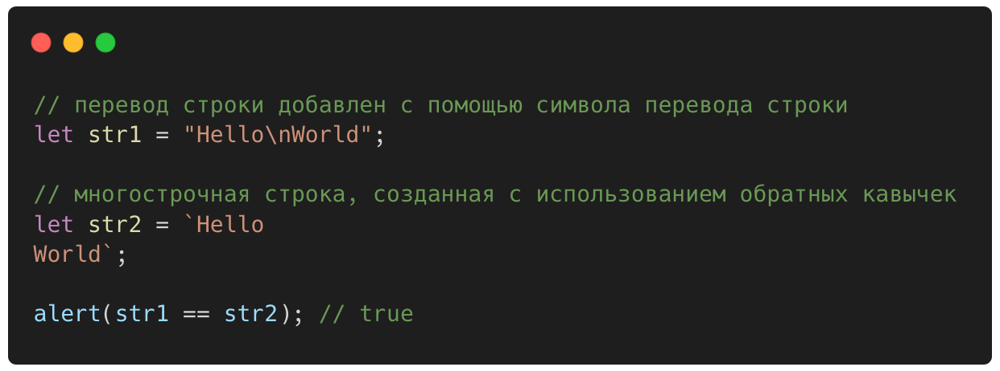 // перевод строки добавлен с помощью символа перевода строки
let str1 = "Hello\nWorld";
// многострочная строка, созданная с использованием обратных кавычек
let str2 = `Hello
World`;
alert(str1 == str2); // true